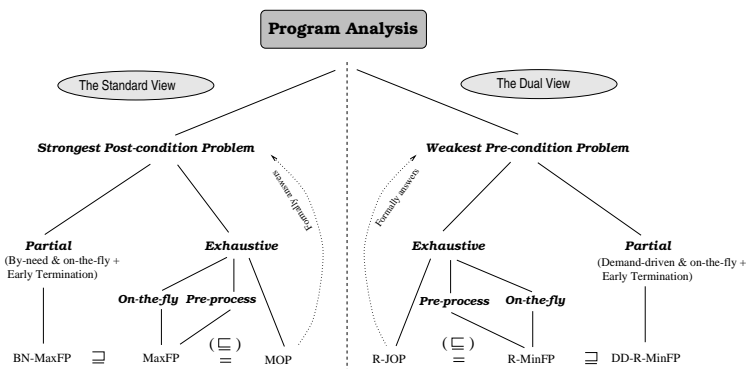 Program Analysis
The Standard View
The Dual View
Strongest Post-condition Problem
Weakest Pre-condition Problem
Formally answers
Formally answers
Partial
(By-need & on-the-fly +
Early Termination)
Exhaustive
Exhaustive
Partial
(Demand-driven & on-the-fly +
Early Termination)
On-the-fly
Pre-process
Pre-process
On-the-fly
BN-MaxFP ⊒ MaxFP (⊑) = MOP
R-JOP (⊑) = R-MinFP ⊒ DD-R-MinFP